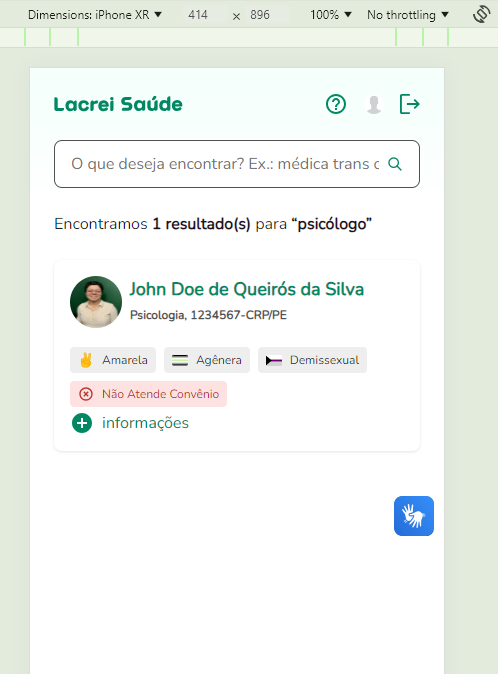 Dimensions: iPhone XR 414 × 896 100% No throttling
Lacrei Saúde
O que deseja encontrar? Ex.: médica trans c
Encontramos 1 resultado(s) para “psicólogo”
John Doe de Queirós da Silva
Psicologia, 1234567-CRP/PE
Amarela Agênera Demissexual
Não Atende Convênio
informações